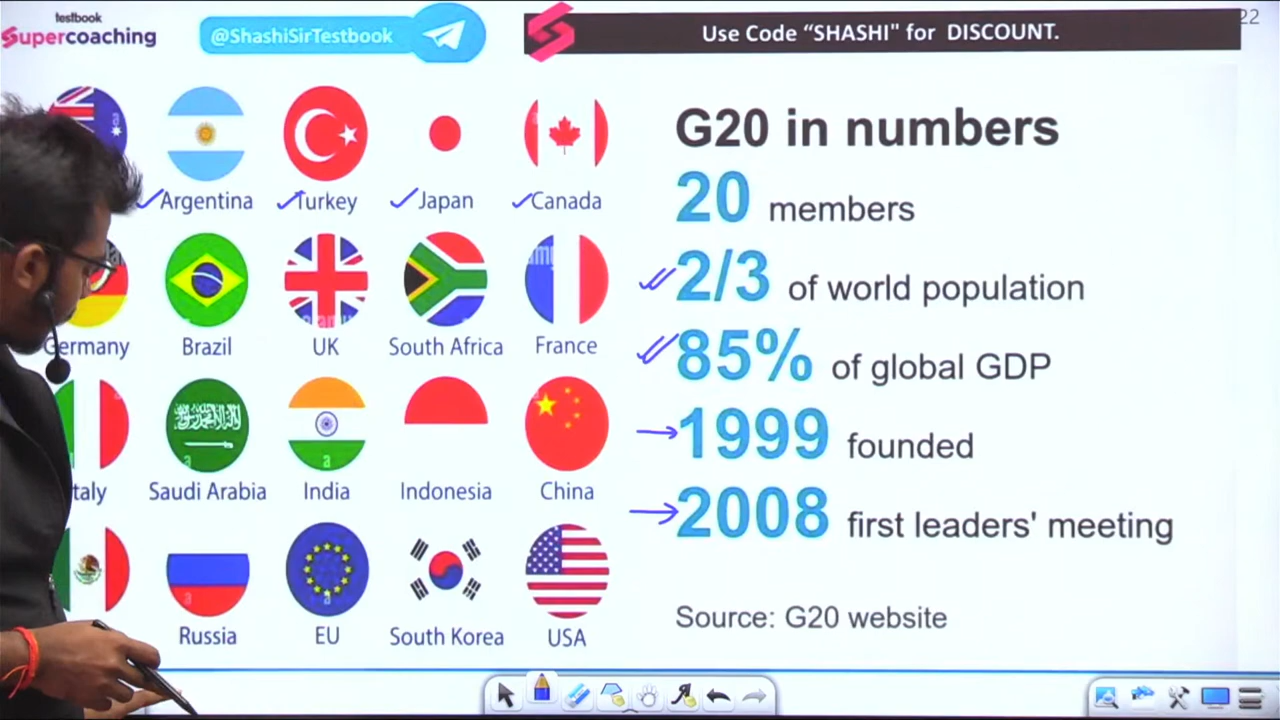 testbook
Supercoaching
@ShashiSirTestbook
Use Code “SHASHI" for DISCOUNT.
22
Argentina Turkey Japan Canada
Germany Brazil UK South Africa France
Saudi Arabia India Indonesia China
Russia EU South Korea USA
G20 in numbers
20 members
2/3 of world population
85% of global GDP
1999 founded
2008 first leaders' meeting
Source: G20 website